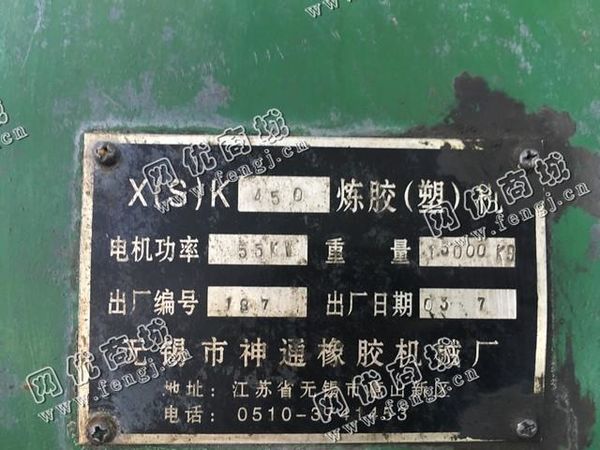 X(S)K 450 炼胶(塑)机
电机功率 55KW 重量 13000KG
出厂编号 187 出厂日期 03 7
无锡市神通橡胶机械厂
地址: 江苏省无锡市
电话: 0510-
网优商城
www.fengj.com.cn